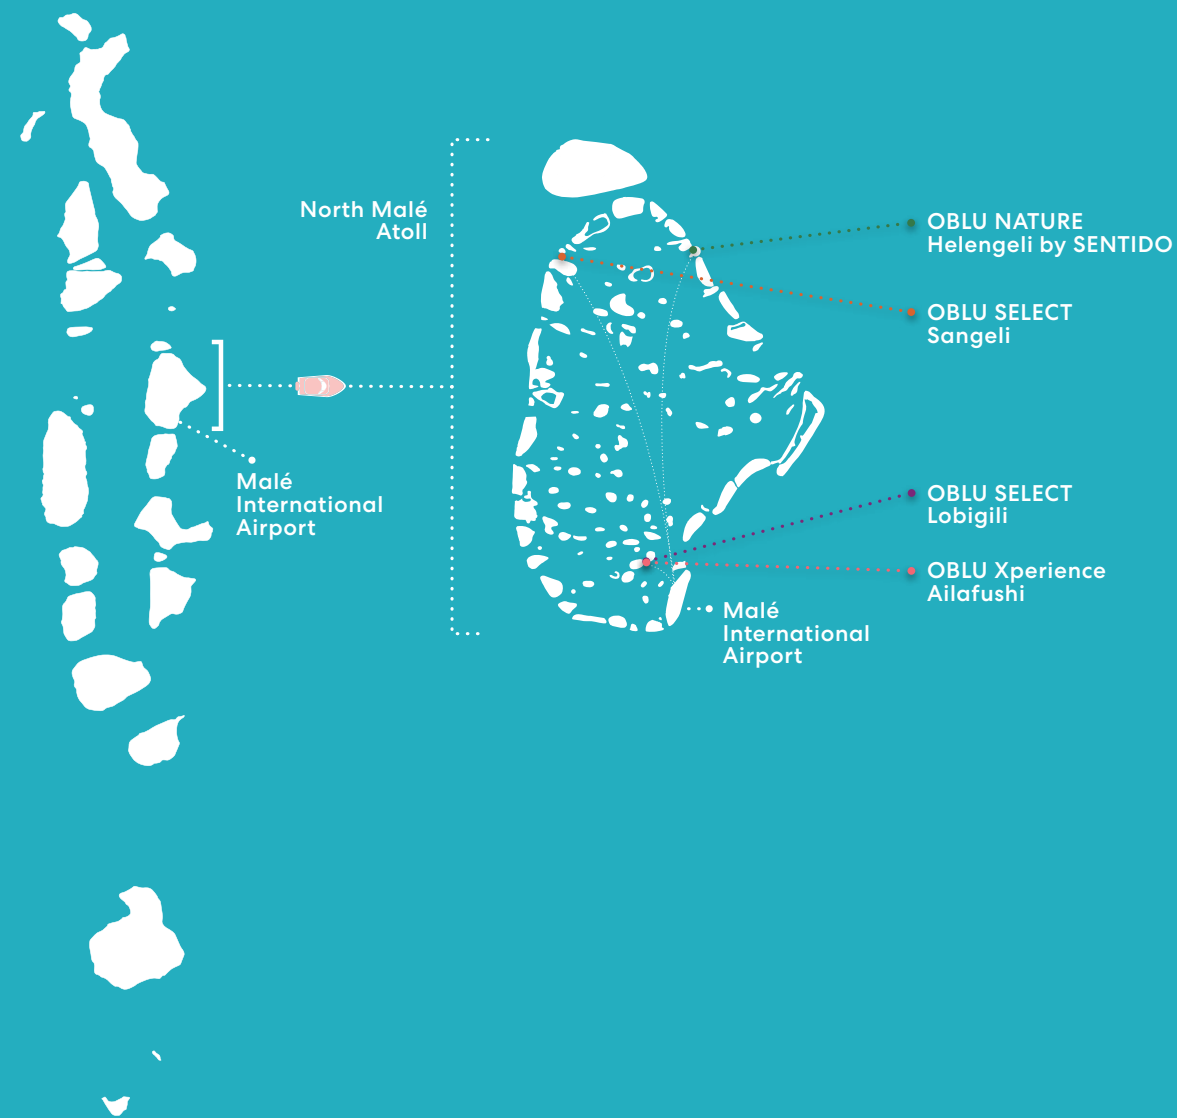 North Malé
Atoll
OBLU NATURE
Helengeli by SENTIDO
OBLU SELECT
Sangeli
Malé
International
Airport
OBLU SELECT
Lobigili
OBLU Xperience
Ailafushi
Malé
International
Airport